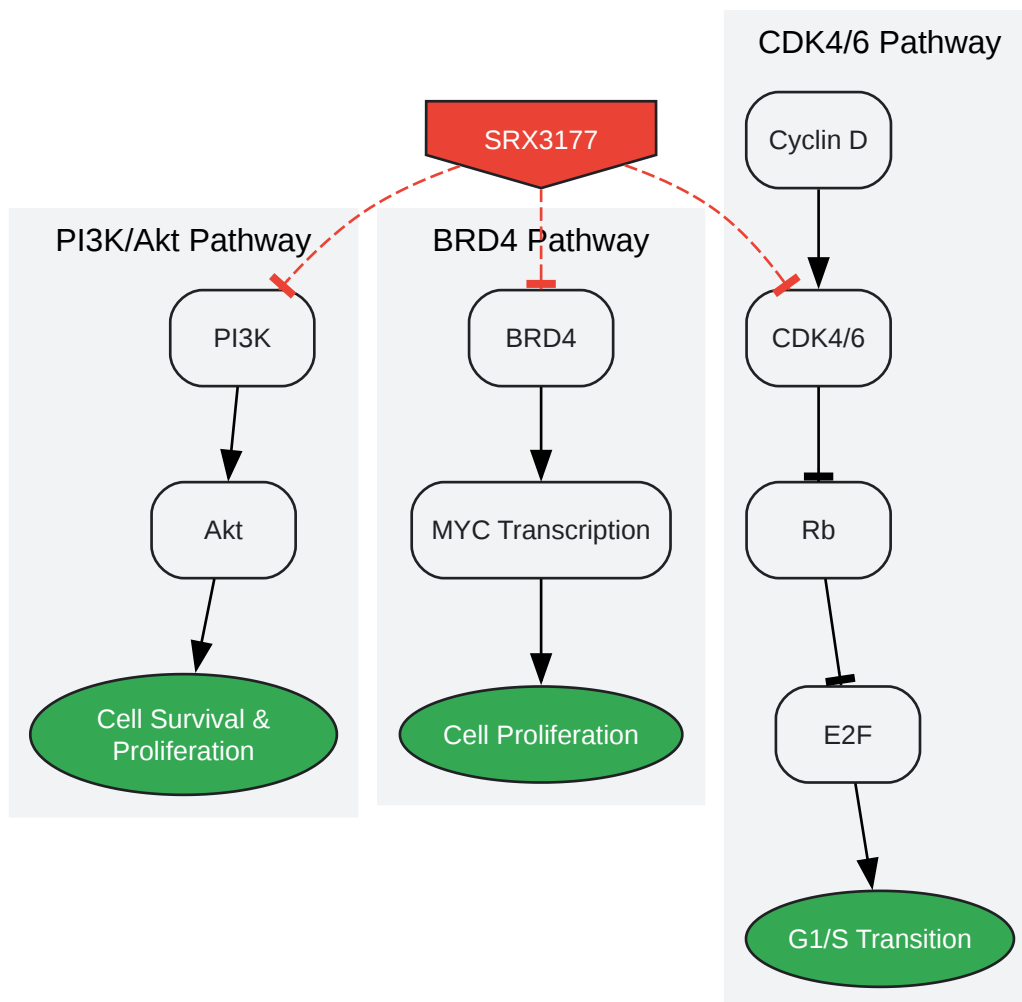 CDK4/6 Pathway
SRX3177
Cyclin D
PI3K/Akt Pathway
BRD4 Pathway
PI3K
BRD4
CDK4/6
Akt
MYC Transcription
Rb
Cell Survival &
Proliferation
Cell Proliferation
E2F
G1/S Transition